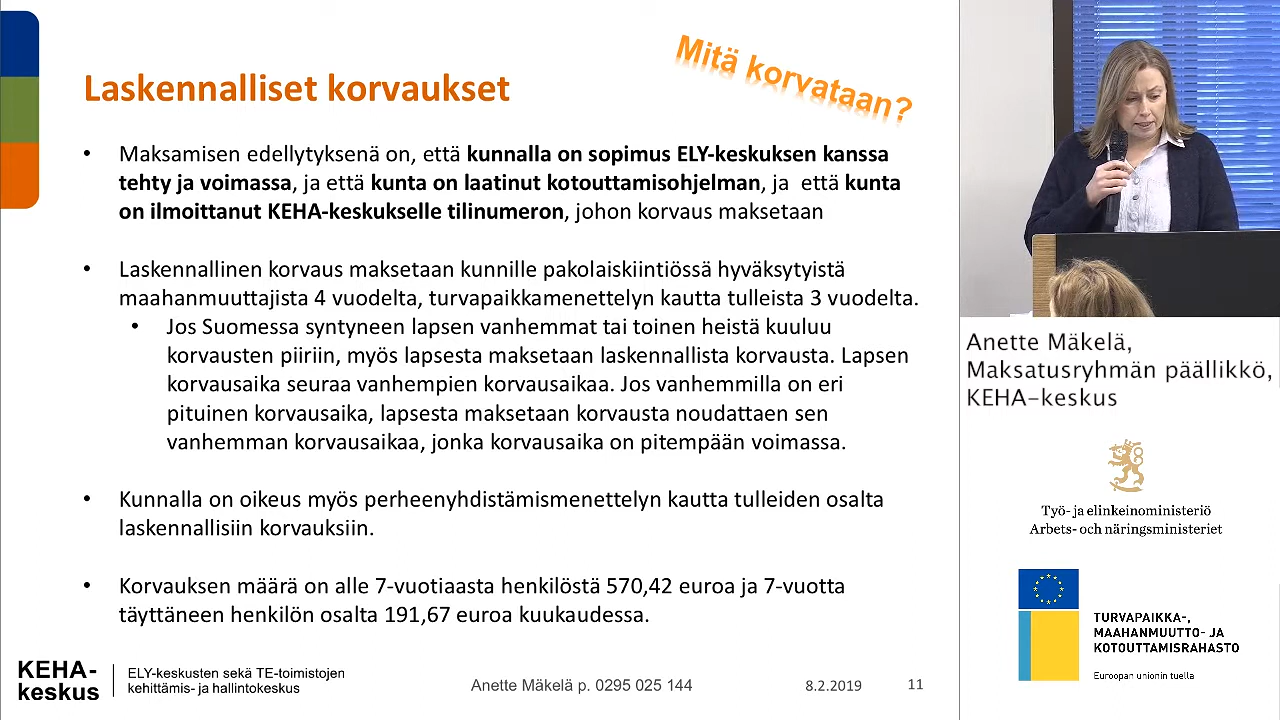 Laskennalliset korvaukset
Mitä korvataan?
• Maksamisen edellytyksenä on, että kunnalla on sopimus ELY-keskuksen kanssa
tehty ja voimassa, ja että kunta on laatinut kotouttamisohjelman, ja että kunta
on ilmoittanut KEHA-keskukselle tilinumeron, johon korvaus maksetaan
• Laskennallinen korvaus maksetaan kunnille pakolaiskiintiössä hyväksytyistä
maahanmuuttajista 4 vuodelta, turvapaikkamenettelyn kautta tulleista 3 vuodelta.
• Jos Suomessa syntyneen lapsen vanhemmat tai toinen heistä kuuluu
korvausten piiriin, myös lapsesta maksetaan laskennallista korvausta. Lapsen
korvausaika seuraa vanhempien korvausaikaa. Jos vanhemmilla on eri
pituinen korvausaika, lapsesta maksetaan korvausta noudattaen sen
vanhemman korvausaikaa, jonka korvausaika on pitempään voimassa.
• Kunnalla on oikeus myös perheenyhdistämismenettelyn kautta tulleiden osalta
laskennallisiin korvauksiin.
• Korvauksen määrä on alle 7-vuotiaasta henkilöstä 570,42 euroa ja 7-vuotta
täyttäneen henkilön osalta 191,67 euroa kuukaudessa.
KEHA-
keskus
ELY-keskusten sekä TE-toimistojen
kehittämis- ja hallintokeskus
Anette Mäkelä p. 0295 025 144
8.2.2019
11
Anette Mäkelä,
Maksatusryhmän päällikkö,
KEHA-keskus
Työ- ja elinkeinoministeriö
Arbets- och näringsministeriet
TURVAPAIKKA-,
MAAHANMUUTTO- JA
KOTOUTTAMISRAHASTO
Euroopan unionin tuella